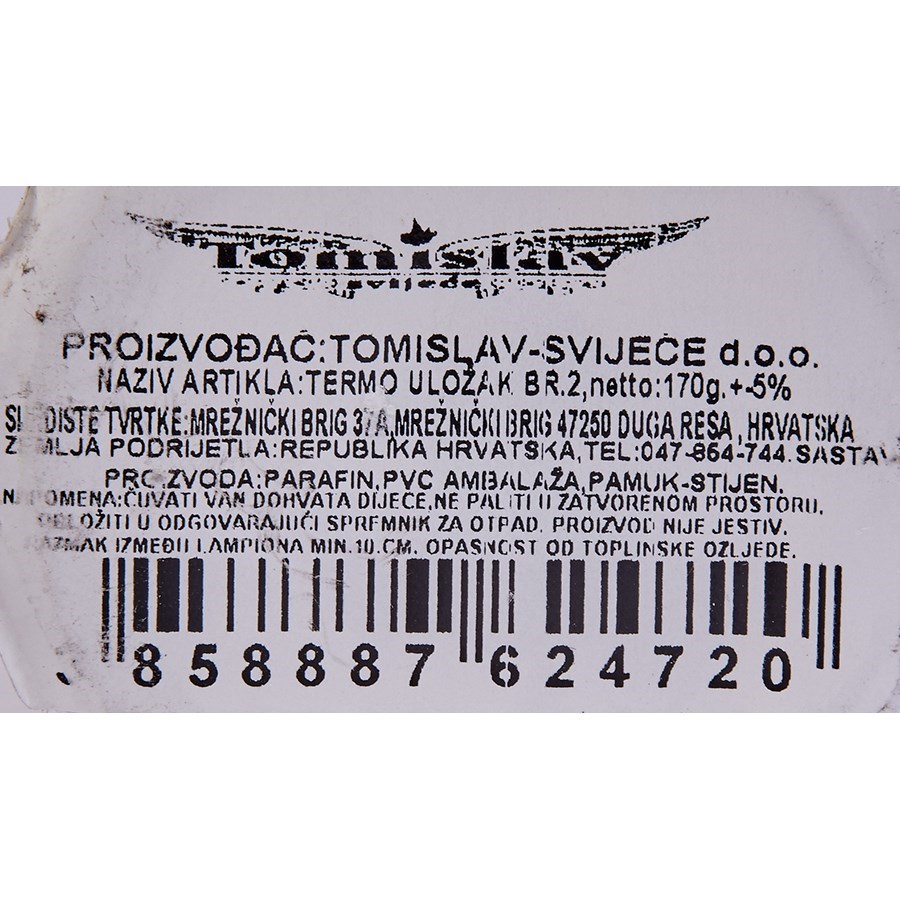 Tomislav
svijeće
PROIZVOĐAČ:TOMISLAV-SVIJEĆE d.o.o.
NAZIV ARTIKLA:TERMO ULOŽAK BR.2,netto:170g.+-5%
TVRTKE:MREŽNIČKI BRIG 37A,MREŽNIČKI BRIG 47250 DUGA RESA ,HRVATSKA
PODRIJETLA:REPUBLIKA HRVATSKA,TEL:047-864-744.SASTAV
PROIZVODA:PARAFIN,PVC AMBALAŽA,PAMUK-STIJEN.
NAPOMENA:ČUVATI VAN DOHVATA DIJECE,NE PALITI U ZATVORENOM PROSTORU,
ODLOŽITI U ODGOVARAJUĆI SPREMNIK ZA OTPAD. PROIZVOD NIJE JESTIV.
RAZMAK IZMEĐU LAMPIONA MIN.10.CM. OPASNOST OD TOPLINSKE OZLJEDE.
858887 624720